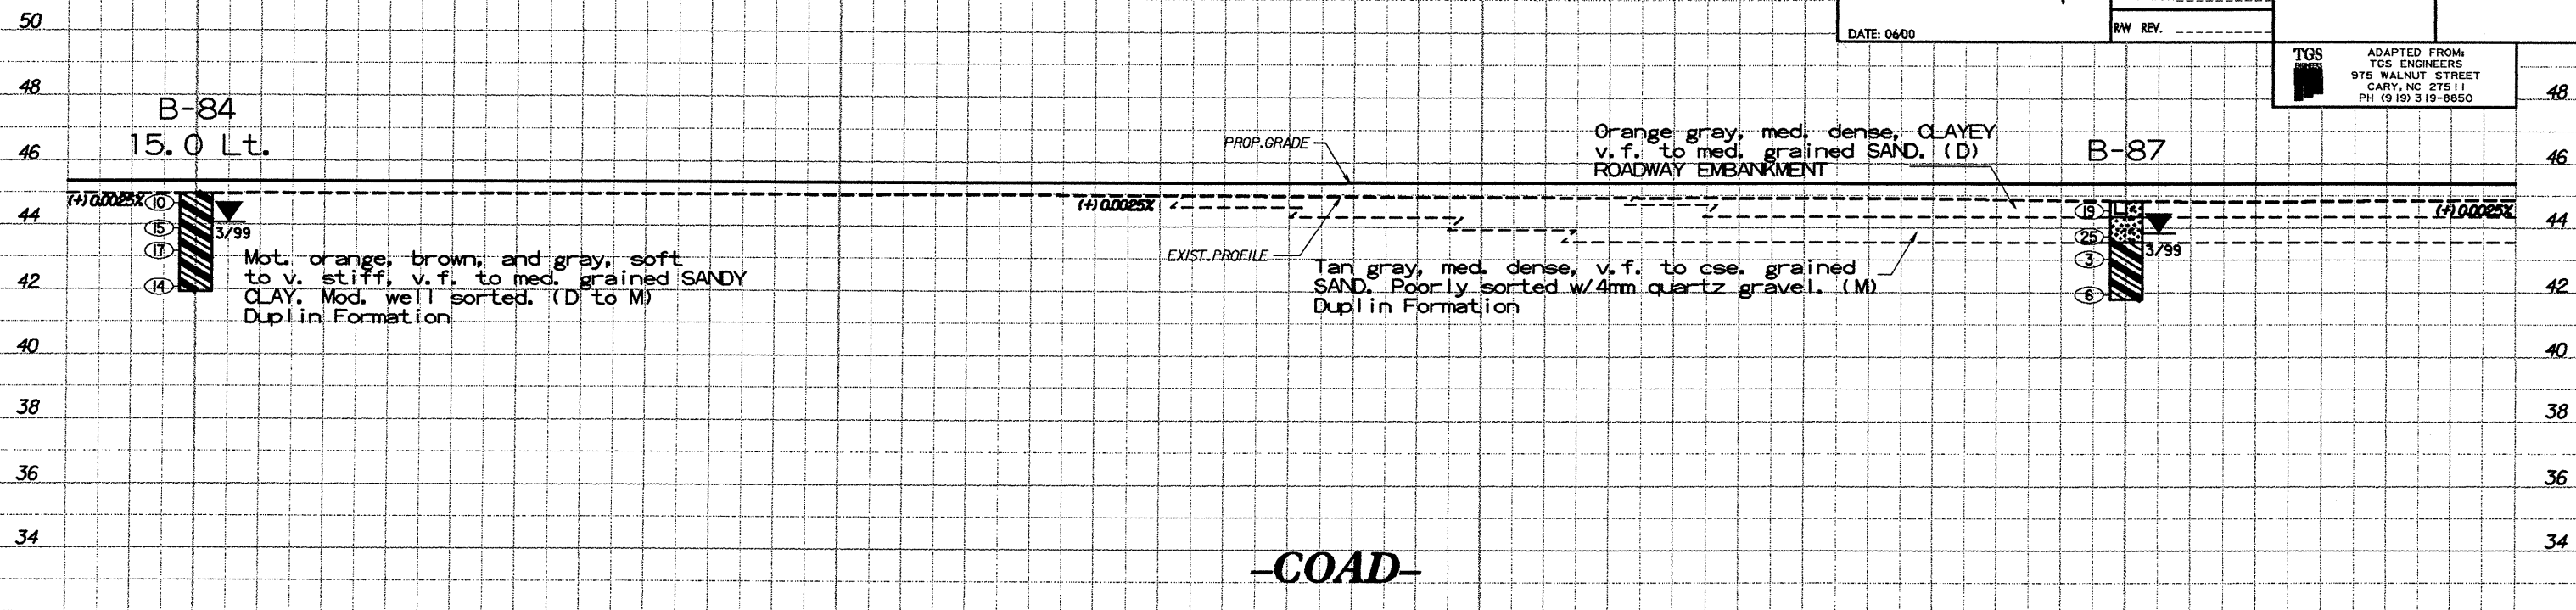 50
DATE: 06/00
R/W REV.
TGS
ENGINEERS
ADAPTED FROM:
TGS ENGINEERS
975 WALNUT STREET
CARY, NC 27511
PH (919) 319-8850
48
48
B-84
15.0 Lt.
PROP. GRADE
Orange gray, med. dense, CLAYEY
v.f. to med. grained SAND. (D)
ROADWAY EMBANKMENT
B-87
46
46
(+) 0.0025%
10
(+) 0.0025%
19
(+) 0.0025%
44
44
15
3/99
25
3/99
17
3
14
6
Mot. orange, brown, and gray, soft
to v. stiff, v.f. to med. grained SANDY
CLAY. Mod. well sorted. (D to M)
Duplin Formation
EXIST. PROFILE
Tan gray, med. dense, v.f. to cse. grained
SAND. Poorly sorted w/4mm quartz gravel. (M)
Duplin Formation
42
42
40
40
38
38
36
36
34
34
-COAD-